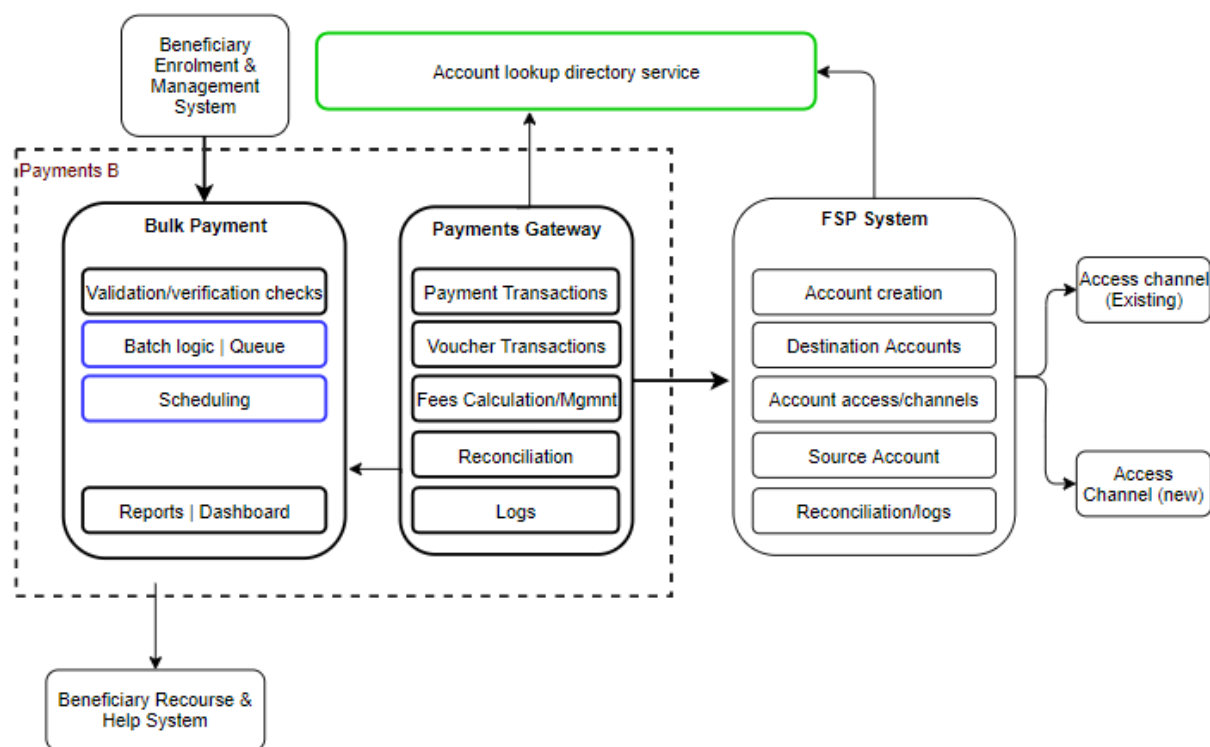 Beneficiary
Enrolment &
Management
System
Account lookup directory service
Payments B
Bulk Payment
Validation/verification checks
Batch logic | Queue
Scheduling
Reports | Dashboard
Payments Gateway
Payment Transactions
Voucher Transactions
Fees Calculation/Mgmnt
Reconciliation
Logs
FSP System
Account creation
Destination Accounts
Account access/channels
Source Account
Reconciliation/logs
Access channel
(Existing)
Access
Channel (new)
Beneficiary Recourse &
Help System